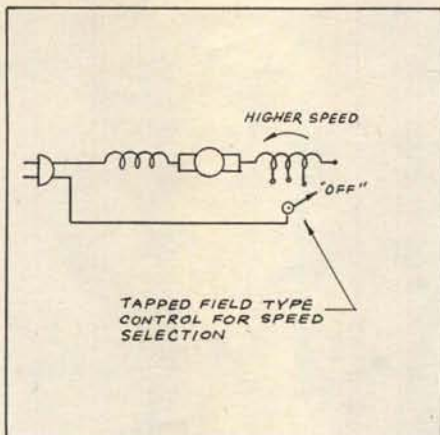 HIGHER SPEED
"OFF"
TAPPED FIELD TYPE
CONTROL FOR SPEED
SELECTION